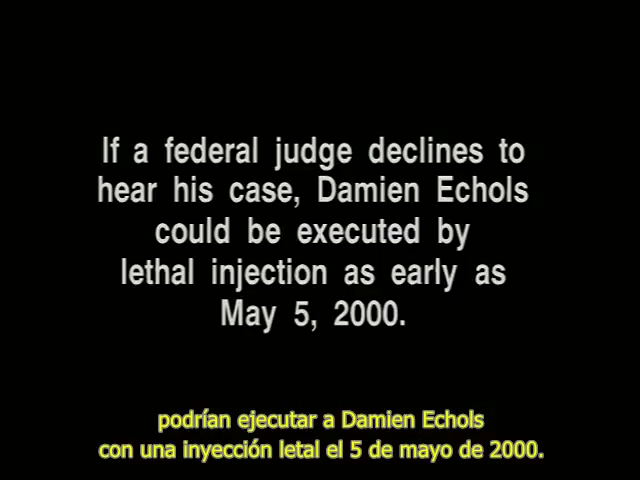 If a federal judge declines to
hear his case, Damien Echols
could be executed by
lethal injection as early as
May 5, 2000.
podrían ejecutar a Damien Echols
con una inyección letal el 5 de mayo de 2000.